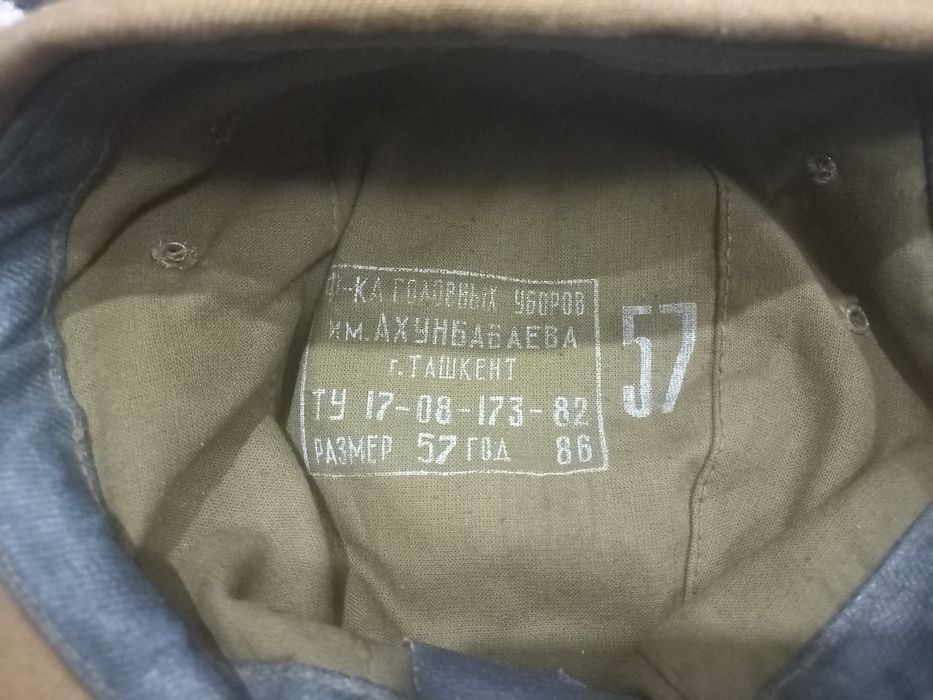 Ф-КА ГОЛОВНЫХ УБОРОВ
им. АХУНБАБАЕВА
г. ТАШКЕНТ
ТУ 17-08-173-82
РАЗМЕР 57 ГОД 86
57